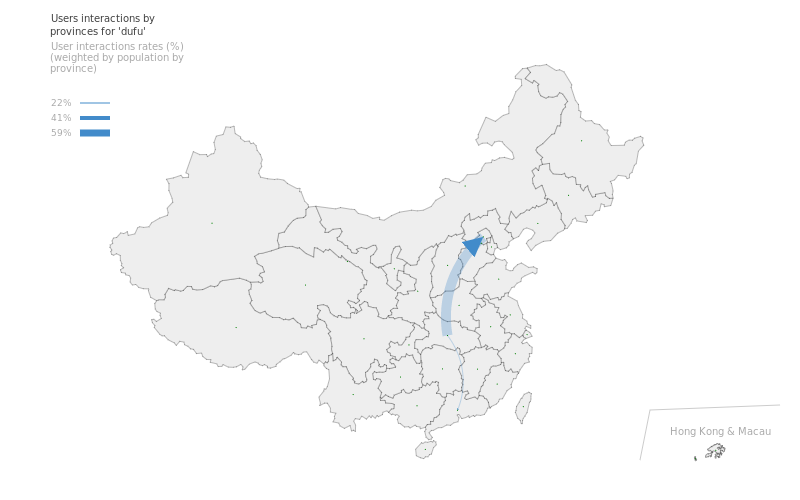 Users interactions by
provinces for 'dufu'
User interactions rates (%)
(weighted by population by
province)
22%
41%
59%
Hong Kong & Macau